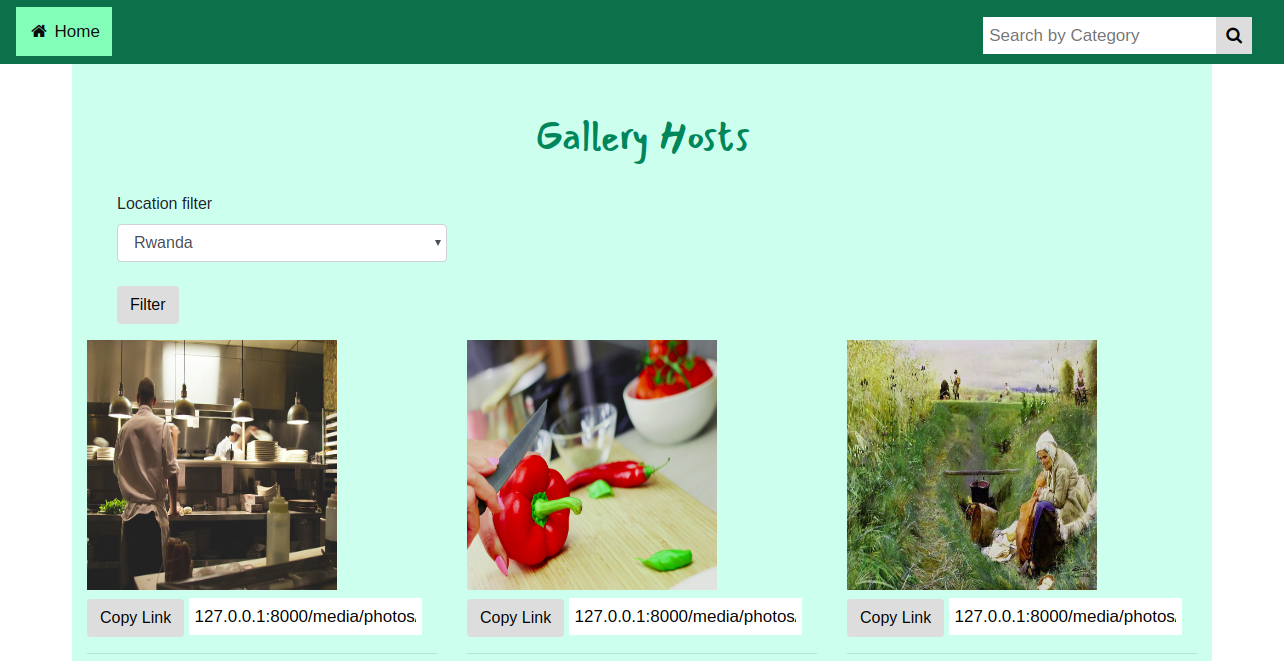 Home
Search by Category
Gallery Hosts
Location filter
Rwanda
Filter
Copy Link 127.0.0.1:8000/media/photos/
Copy Link 127.0.0.1:8000/media/photos/
Copy Link 127.0.0.1:8000/media/photos/